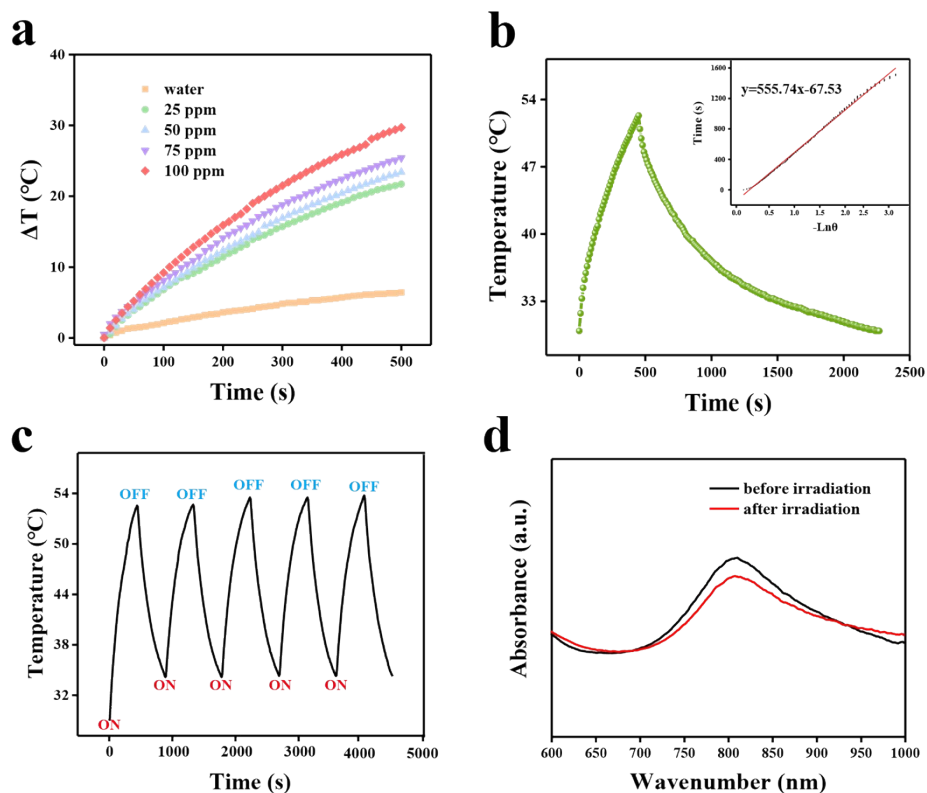 a
40
30
20
10
0
ΔT (℃)
water
25 ppm
50 ppm
75 ppm
100 ppm
0 100 200 300 400 500
Time (s)
b
54
47
40
33
Temperature (℃)
0 500 1000 1500 2000 2500
Time (s)
1600
1200
800
400
0
Time (s)
y=555.74x-67.53
0.0 0.5 1.0 1.5 2.0 2.5 3.0
-Lnθ
c
54
50
44
38
32
Temperature (℃)
OFF OFF OFF OFF OFF
ON ON ON ON ON
0 1000 2000 3000 4000 5000
Time (s)
d
Absorbance (a.u.)
before irradiation
after irradiation
600 650 700 750 800 850 900 950 1000
Wavenumber (nm)